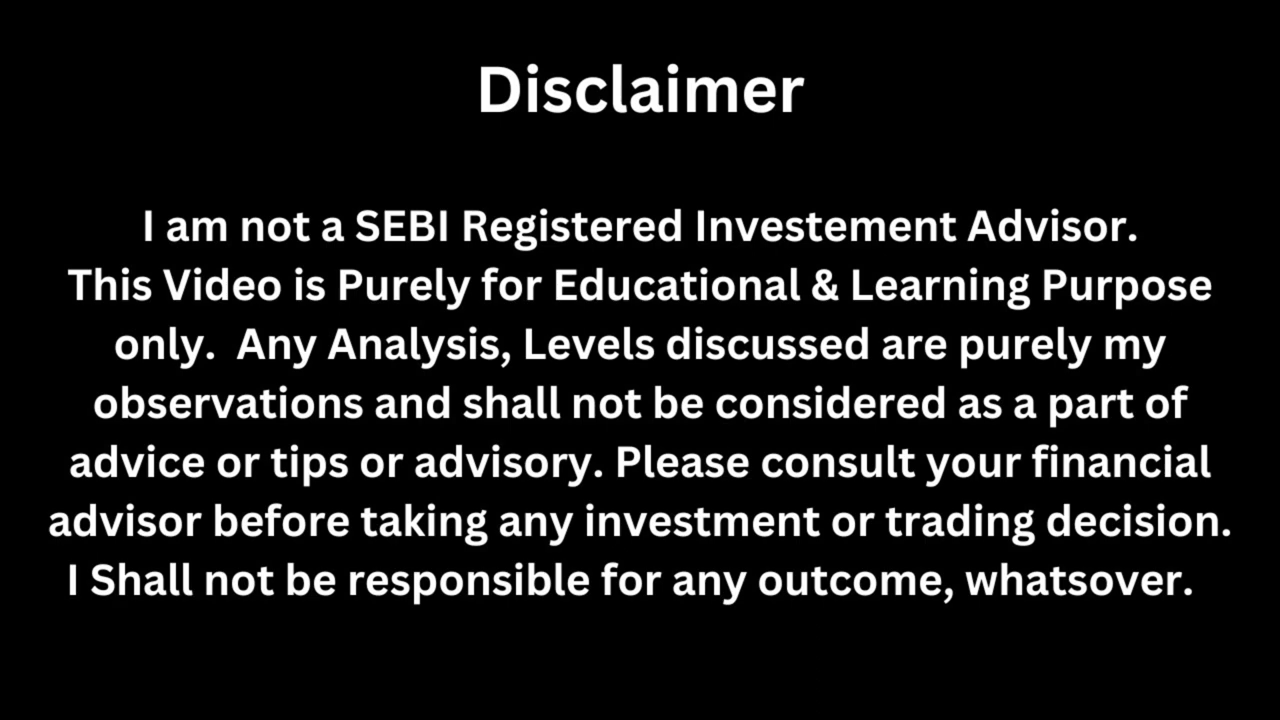 Disclaimer
I am not a SEBI Registered Investement Advisor.
This Video is Purely for Educational & Learning Purpose
only.  Any Analysis, Levels discussed are purely my
observations and shall not be considered as a part of
advice or tips or advisory. Please consult your financial
advisor before taking any investment or trading decision.
I Shall not be responsible for any outcome, whatsover.